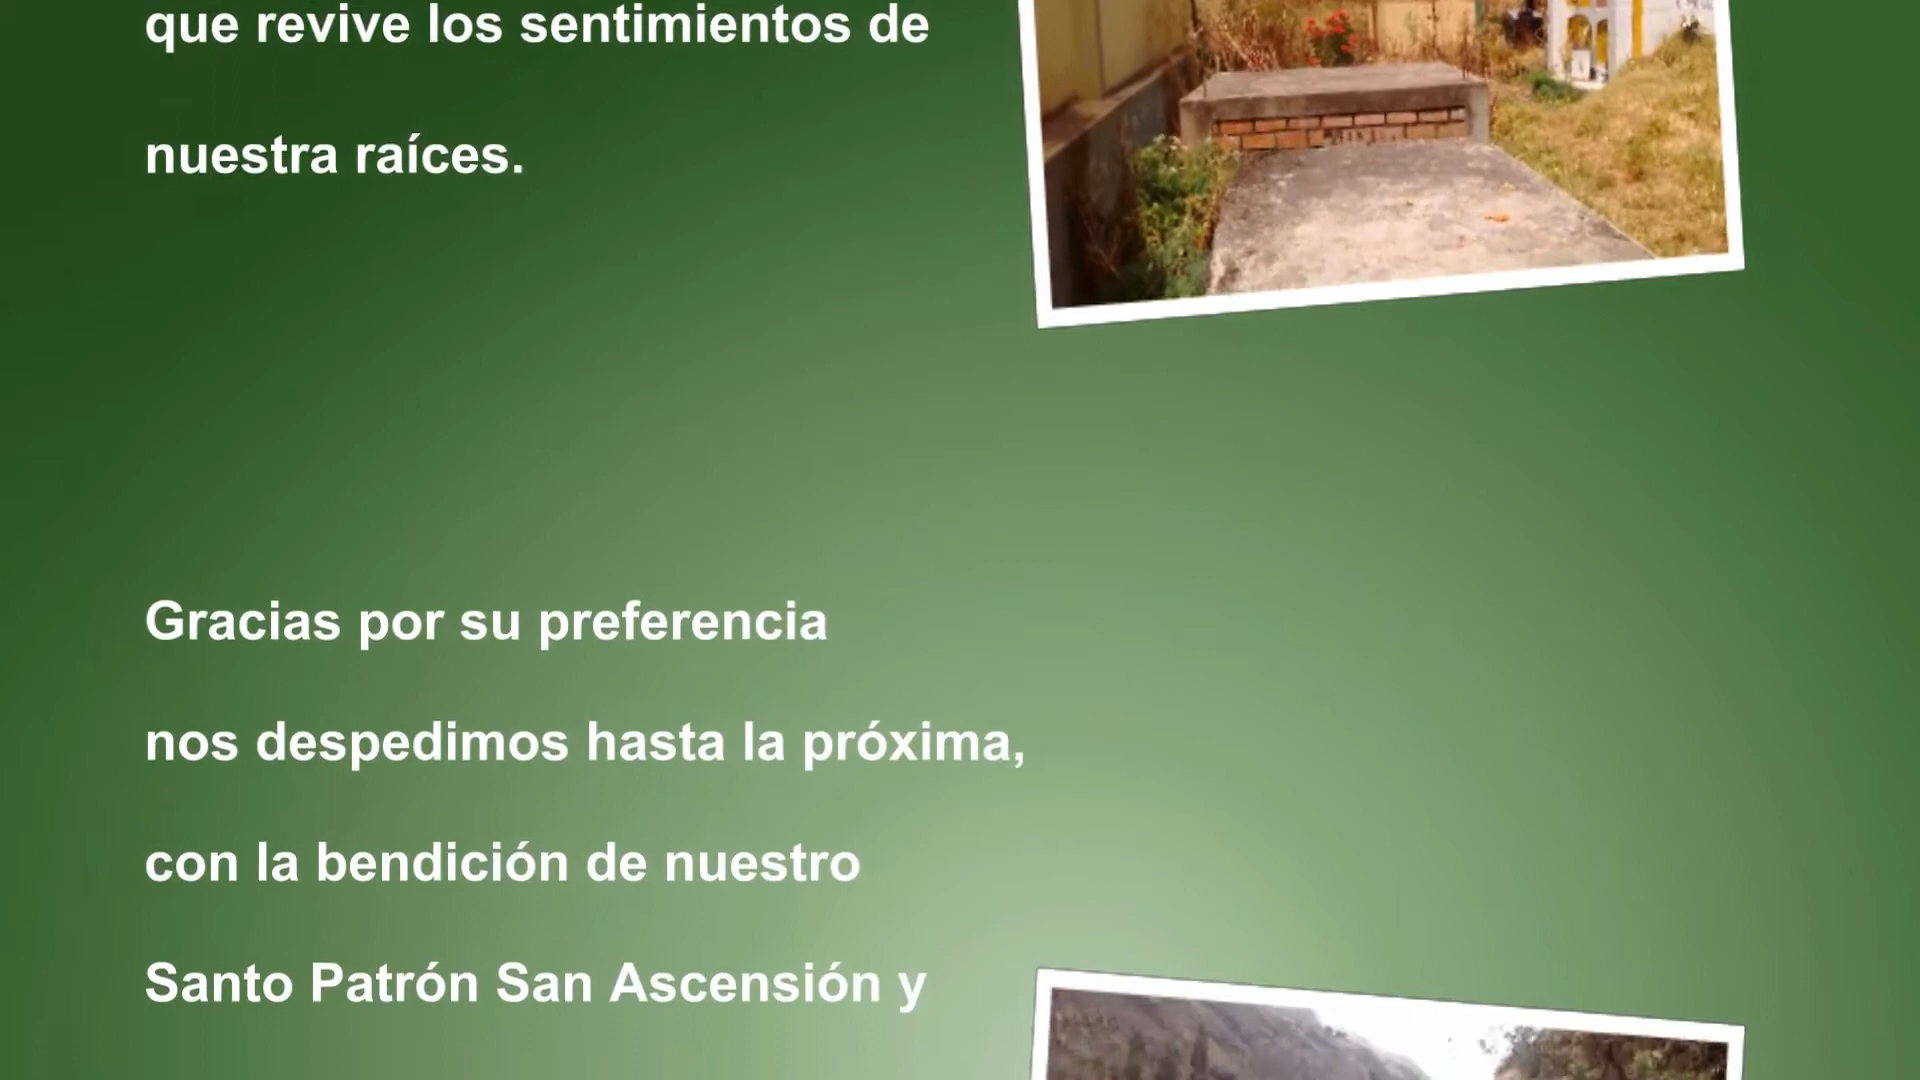 que revive los sentimientos de
nuestra raíces.
Gracias por su preferencia
nos despedimos hasta la próxima,
con la bendición de nuestro
Santo Patrón San Ascensión y